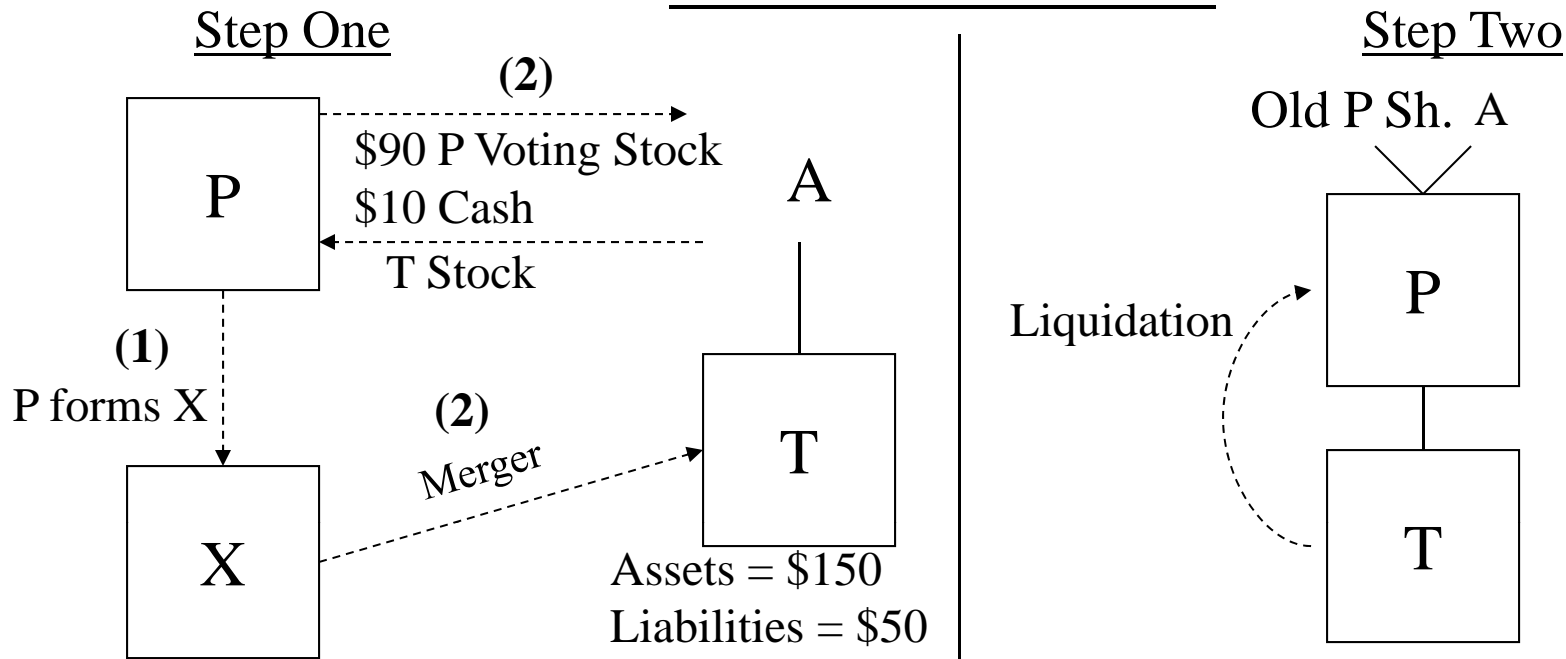 Step One
(2)
P
$90 P Voting Stock
$10 Cash
A
T Stock
(1)
P forms X
(2)
Merger
T
X
Assets = $150
Liabilities = $50
Step Two
Old P Sh. A
P
Liquidation
T